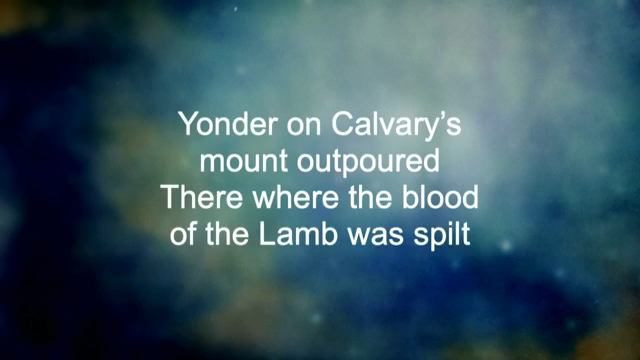 Yonder on Calvary’s
mount outpoured
There where the blood
of the Lamb was spilt